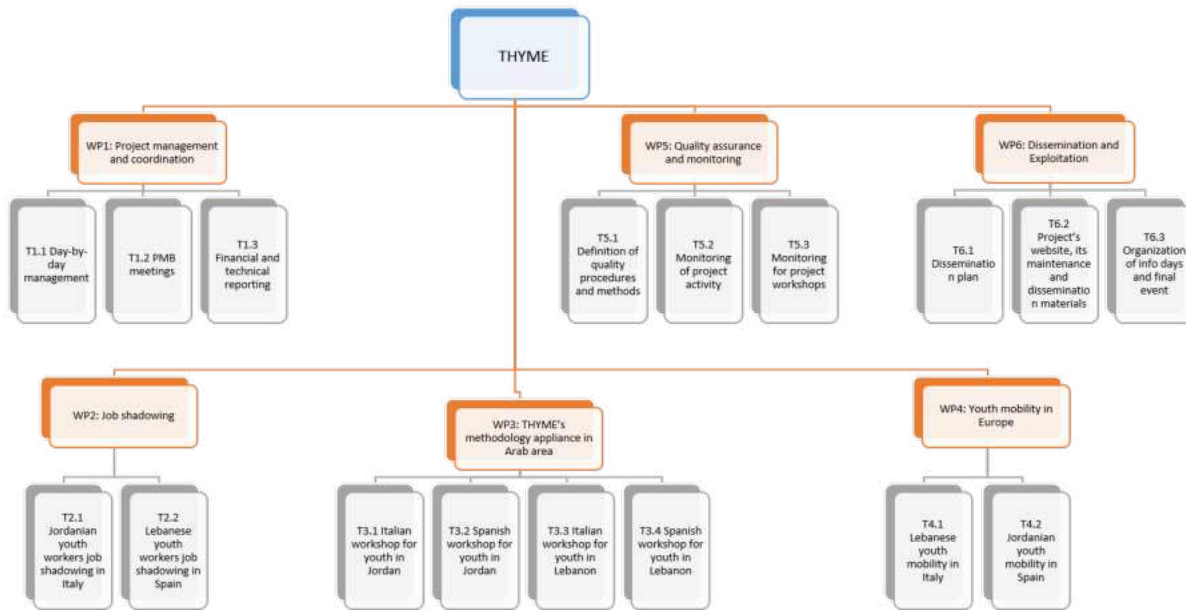 THYME
WP1: Project management
and coordination
WP5: Quality assurance
and monitoring
WP6: Dissemination and
Exploitation
T1.1 Day-by-
day
management
T1.2 PMB
meetings
T1.3
Financial and
technical
reporting
T5.1
Definition of
quality
procedures
and methods
T5.2
Monitoring
of project
activity
T5.3
Monitoring
for project
workshops
T6.1
Disseminatio
n plan
T6.2
Project's
website, its
maintenance
and
disseminatio
n materials
T6.3
Organization
of info days
and final
event
WP2: Job shadowing
WP3: THYME's
methodology appliance in
Arab area
WP4: Youth mobility in
Europe
T2.1
Jordanian
youth
workers job
shadowing in
Italy
T2.2
Lebanese
youth
workers job
shadowing in
Spain
T3.1 Italian
workshop for
youth in
Jordan
T3.2 Spanish
workshop for
youth in
Jordan
T3.3 Italian
workshop for
youth in
Lebanon
T3.4 Spanish
workshop for
youth in
Lebanon
T4.1
Lebanese
youth
mobility in
Italy
T4.2
Jordanian
youth
mobility in
Spain